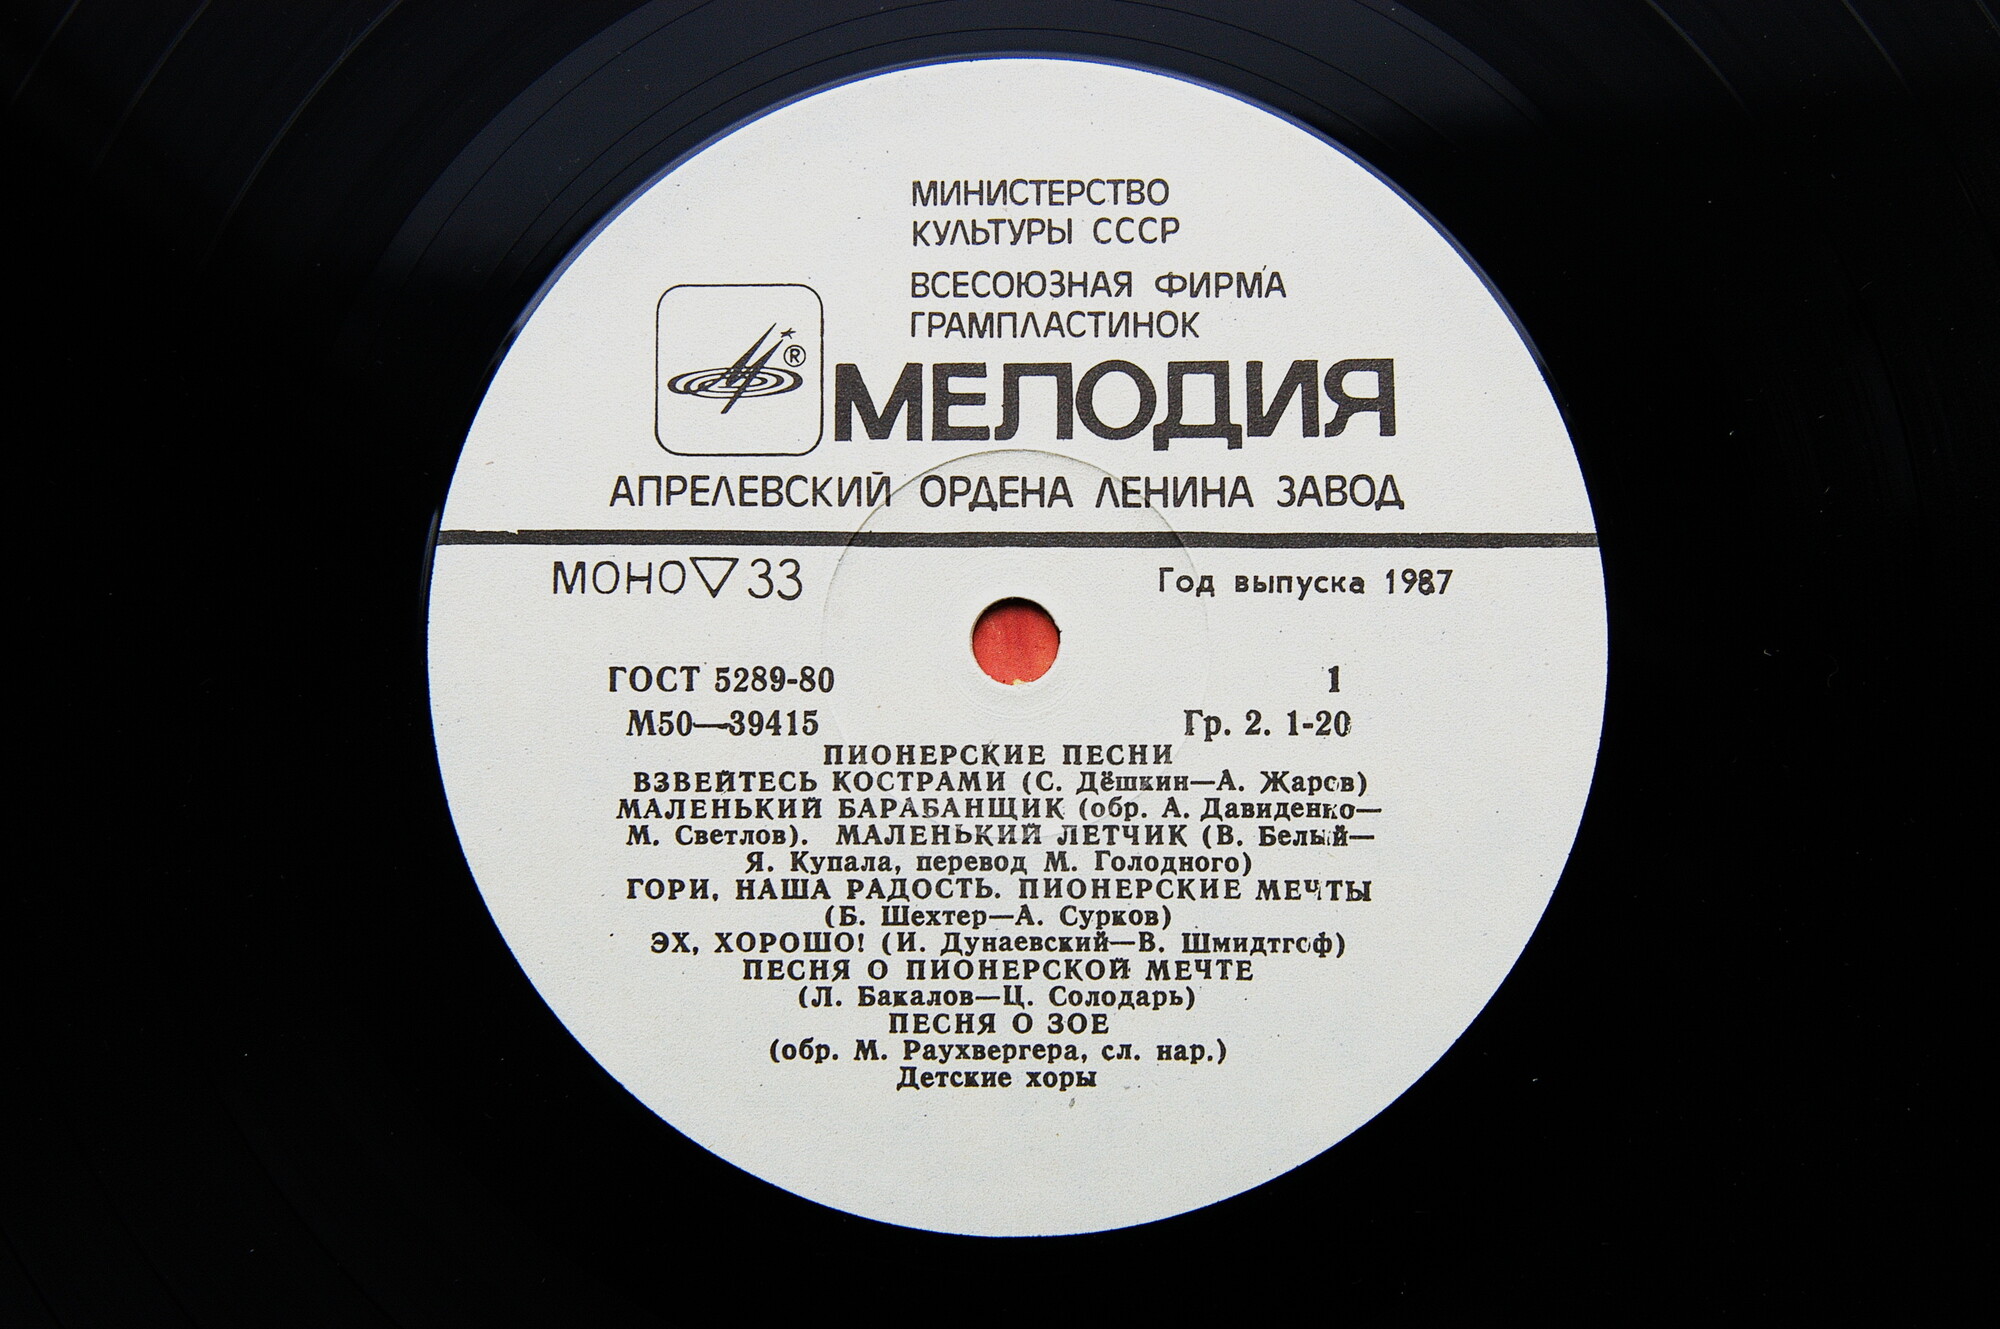 МИНИСТЕРСТВО
КУЛЬТУРЫ СССР
ВСЕСОЮЗНАЯ ФИРМА
ГРАМПЛАСТИНОК
®
МЕЛОДИЯ
АПРЕЛЕВСКИЙ ОРДЕНА ЛЕНИНА ЗАВОД
МОНО▽33 Год выпуска 1987
ГОСТ 5289-80 1
М50—39415 Гр. 2. 1-20
ПИОНЕРСКИЕ ПЕСНИ
ВЗВЕЙТЕСЬ КОСТРАМИ (С. Дёшкин—А. Жаров)
МАЛЕНЬКИЙ БАРАБАНЩИК (обр. А. Давиденко—
М. Светлов). МАЛЕНЬКИЙ ЛЕТЧИК (В. Белый—
Я. Купала, перевод М. Голодного)
ГОРИ, НАША РАДОСТЬ. ПИОНЕРСКИЕ МЕЧТЫ
(Б. Шехтер—А. Сурков)
ЭХ, ХОРОШО! (И. Дунаевский—В. Шмидтгоф)
ПЕСНЯ О ПИОНЕРСКОЙ МЕЧТЕ
(Л. Бакалов—Ц. Солодарь)
ПЕСНЯ О ЗОЕ
(обр. М. Раухвергера, сл. нар.)
Детские хоры